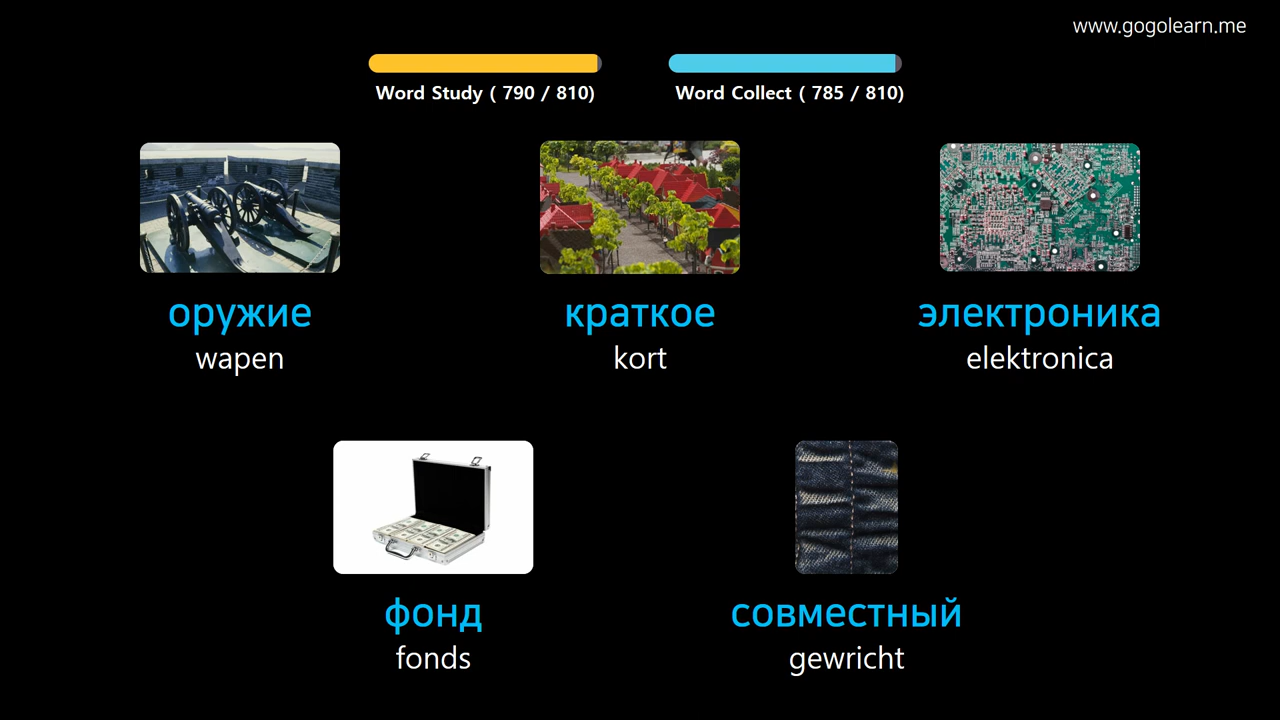 www.gogolearn.me
Word Study ( 790 / 810)
Word Collect ( 785 / 810)
оружие
wapen
краткое
kort
электроника
elektronica
фонд
fonds
совместный
gewricht